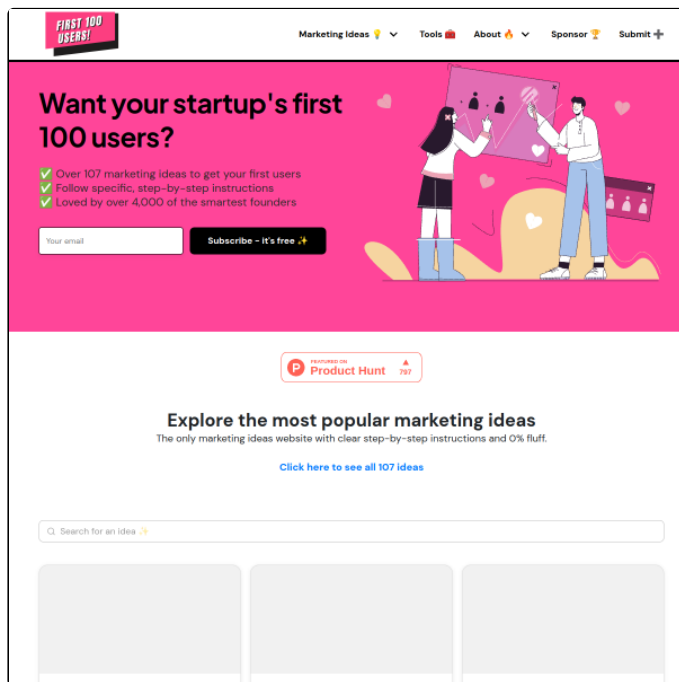 FIRST 100
USERS!
Marketing Ideas 💡
Tools 🧰
About 🔥
Sponsor 🏆
Submit ➕
Want your startup's first
100 users?
✅ Over 107 marketing ideas to get your first users
✅ Follow specific, step-by-step instructions
✅ Loved by over 4,000 of the smartest founders
Your email
Subscribe - it's free ✨
FEATURED ON
Product Hunt
797
Explore the most popular marketing ideas
The only marketing ideas website with clear step-by-step instructions and 0% fluff.
Click here to see all 107 ideas
Search for an idea ✨